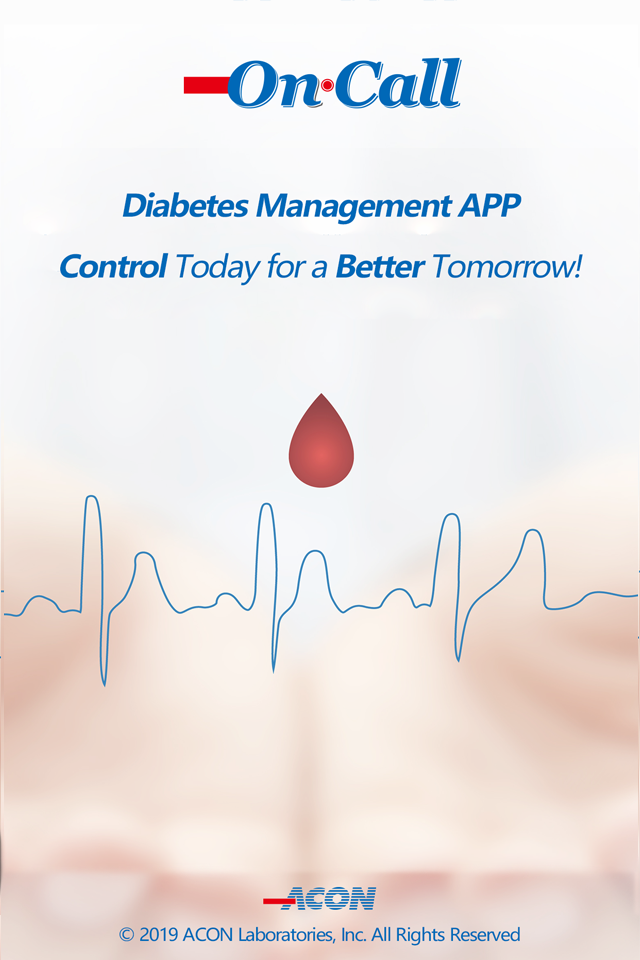 On·Call
Diabetes Management APP
Control Today for a Better Tomorrow!
ACON
© 2019 ACON Laboratories, Inc. All Rights Reserved